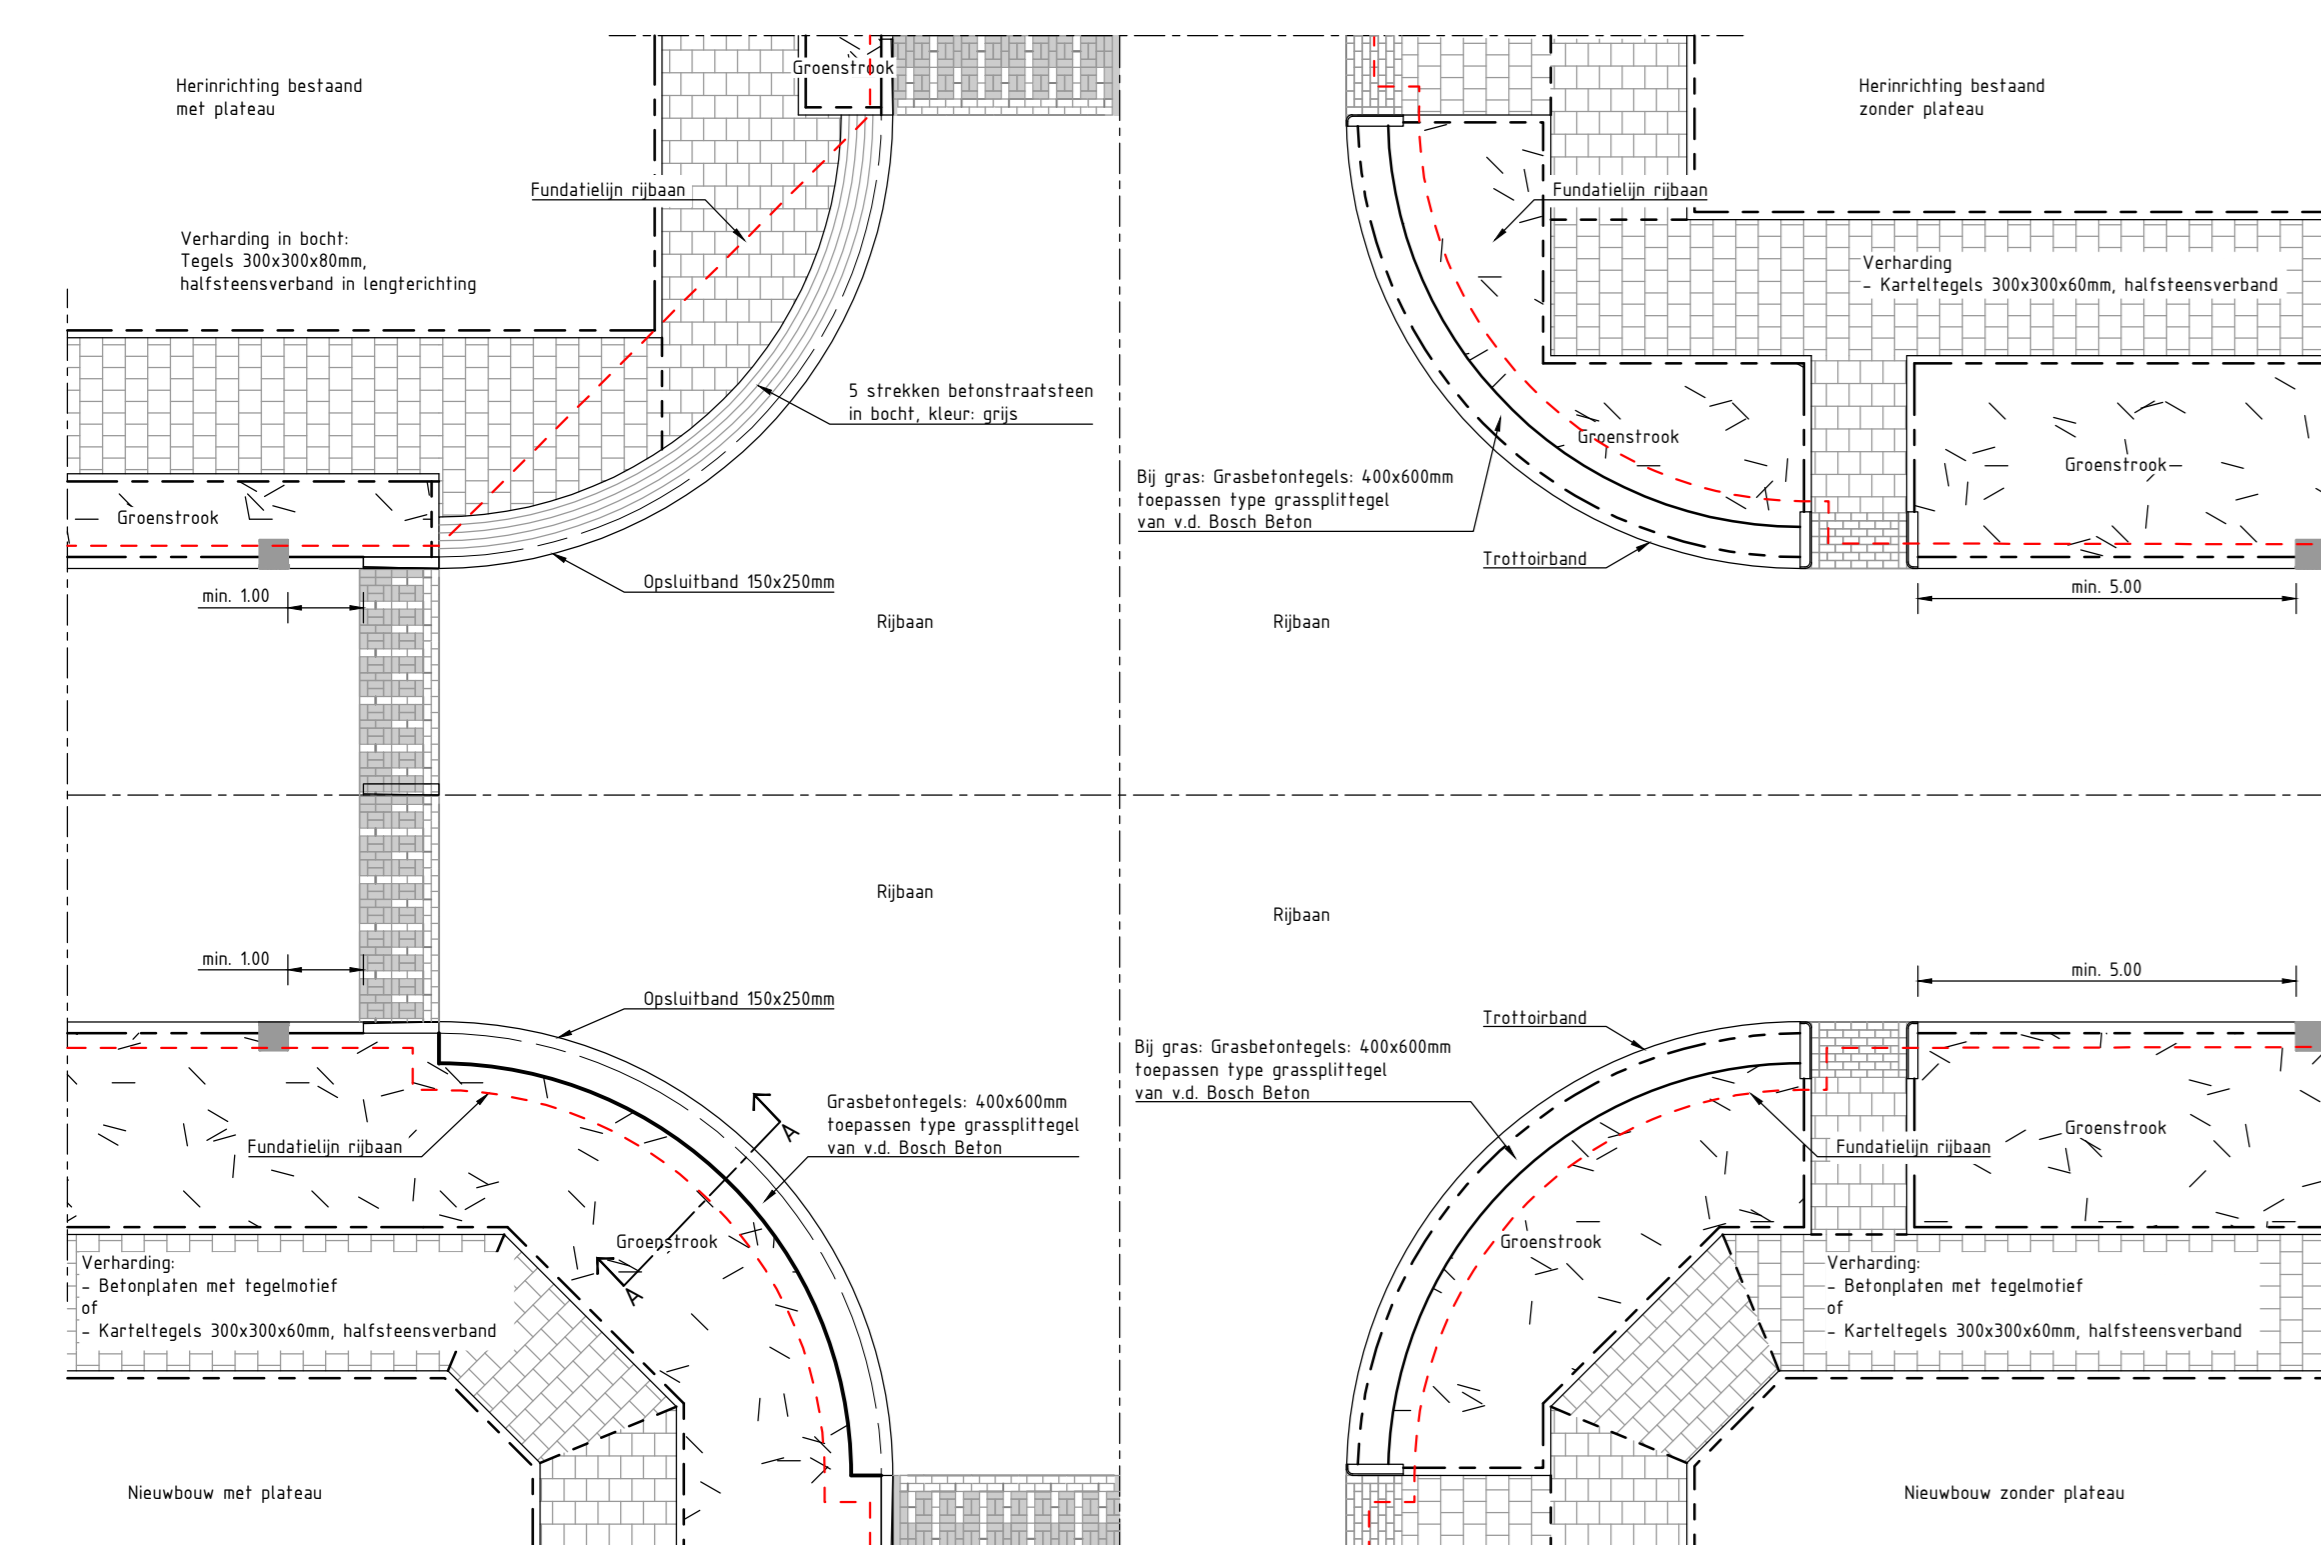 Herinrichting bestaand
met plateau
Verharding in bocht:
Tegels 300x300x80mm,
halfsteensverband in lengterichting
Groenstrook
Fundatielijn rijbaan
5 strekken betonstraatsteen
in bocht, kleur: grijs
Groenstrook
Opsluitband 150x250mm
min. 1.00
Rijbaan
Herinrichting bestaand
zonder plateau
Fundatielijn rijbaan
Verharding
- Karteltegels 300x300x60mm, halfsteensverband
Groenstrook
Groenstrook
Bij gras: Grasbetontegels: 400x600mm
toepassen type grassplittegel
van v.d. Bosch Beton
Trottoirband
min. 5.00
Rijbaan
Rijbaan
min. 1.00
Opsluitband 150x250mm
Grasbetontegels: 400x600mm
toepassen type grassplittegel
van v.d. Bosch Beton
A
Fundatielijn rijbaan
Groenstrook
A
Verharding:
- Betonplaten met tegelmotief
of
- Karteltegels 300x300x60mm, halfsteensverband
Nieuwbouw met plateau
Rijbaan
min. 5.00
Trottoirband
Bij gras: Grasbetontegels: 400x600mm
toepassen type grassplittegel
van v.d. Bosch Beton
Groenstrook
Fundatielijn rijbaan
Groenstrook
Verharding:
- Betonplaten met tegelmotief
of
- Karteltegels 300x300x60mm, halfsteensverband
Nieuwbouw zonder plateau